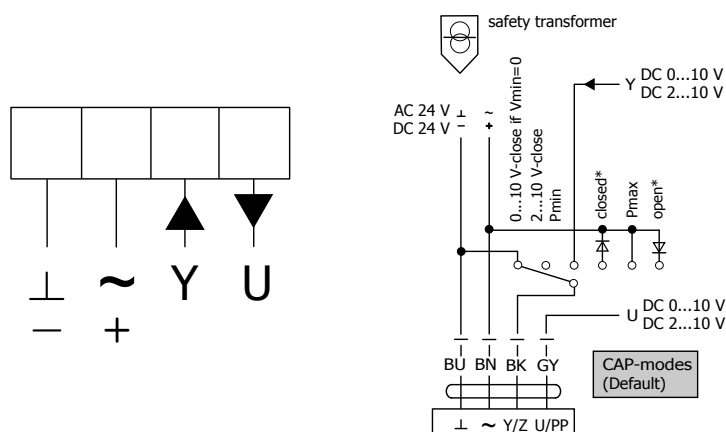 ⊥ ~ Y U
− +
safety transformer
AC 24 V ⊥ ~
DC 24 V − +
0...10 V-close if Vmin=0
2...10 V-close
Pmin
Y DC 0...10 V
DC 2...10 V
closed*
Pmax
open*
U DC 0...10 V
DC 2...10 V
BU BN BK GY
CAP-modes
(Default)
⊥ ~ Y/Z U/PP